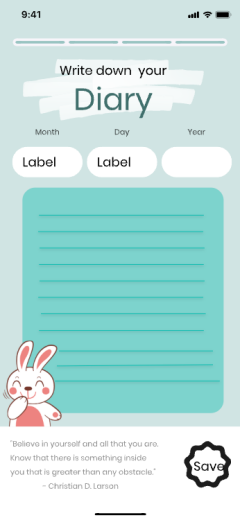 9:41
Write down your
Diary
Month Day Year
Label Label
"Believe in yourself and all that you are.
Know that there is something inside
you that is greater than any obstacle."
- Christian D. Larson
Save